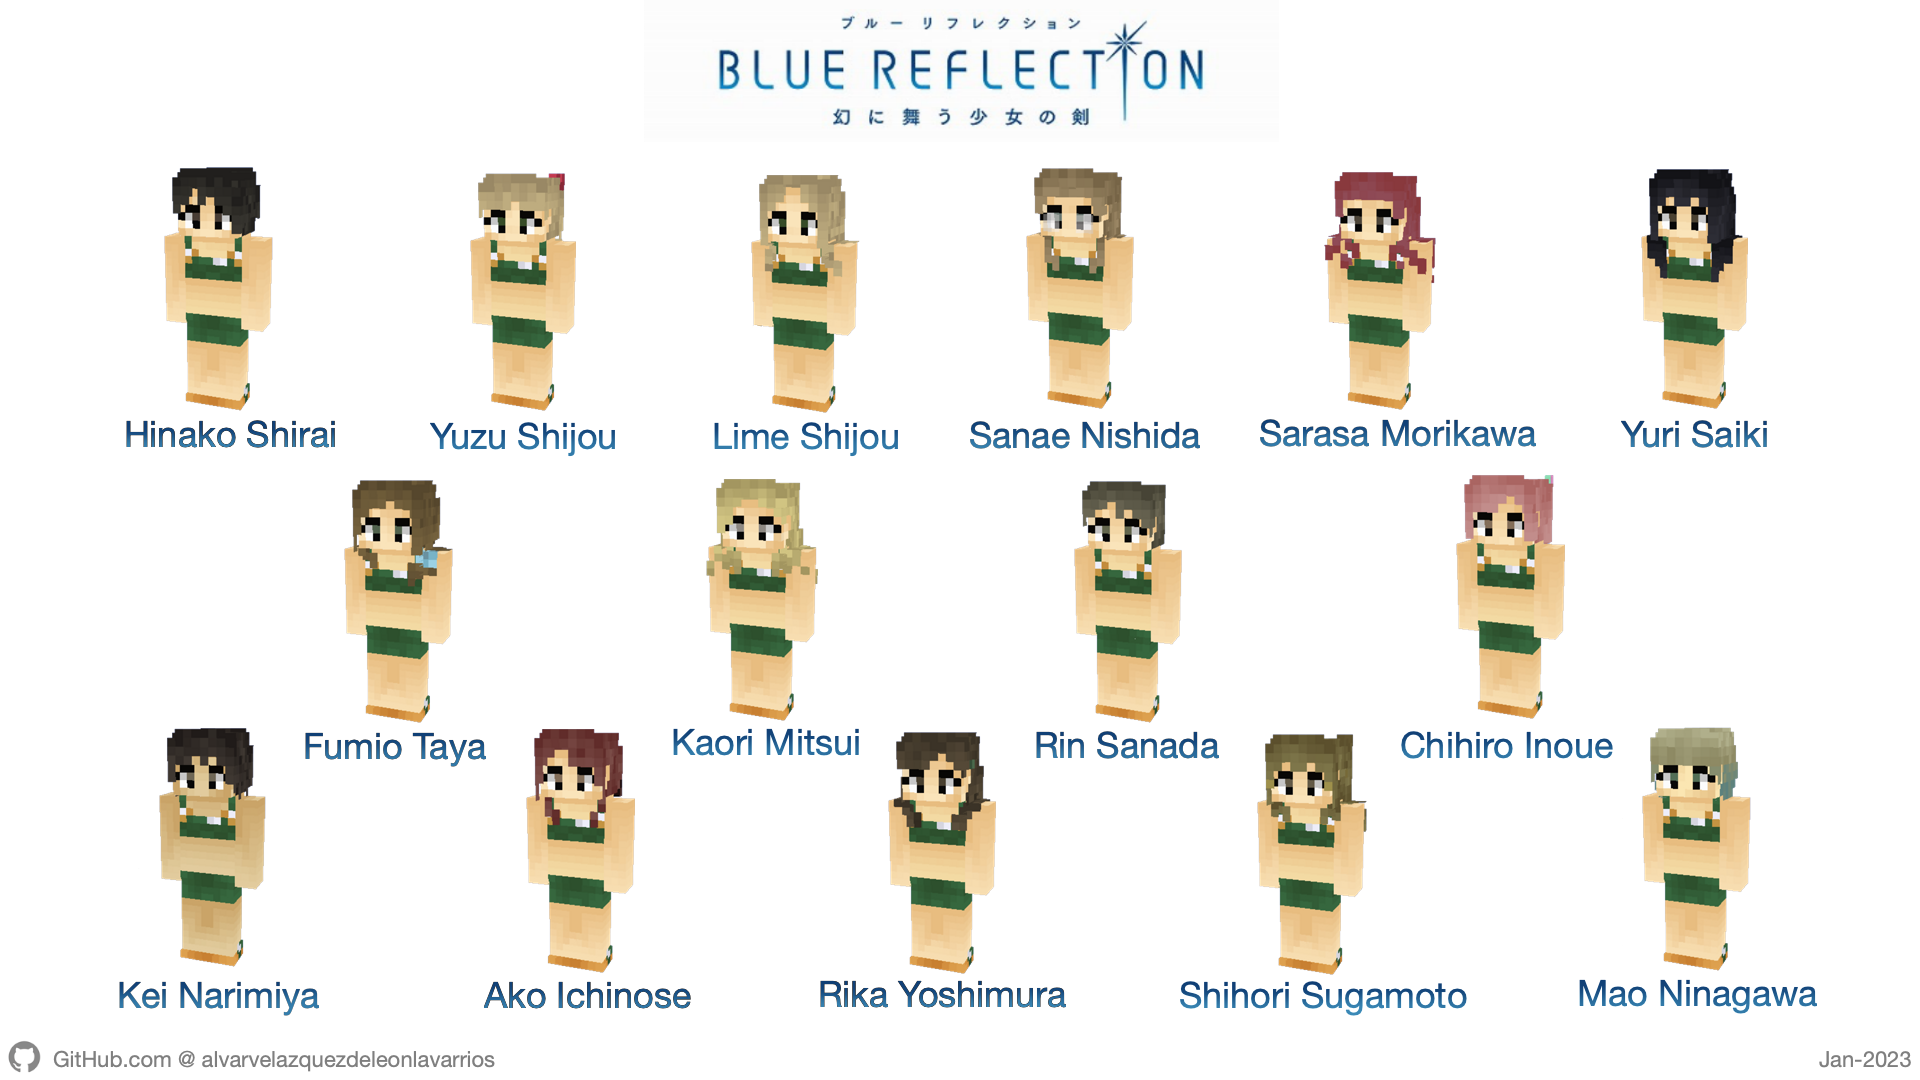 ブルーリフレクション
BLUE REFLECTION
幻に舞う少女の剣
Hinako Shirai
Yuzu Shijou
Lime Shijou
Sanae Nishida
Sarasa Morikawa
Yuri Saiki
Fumio Taya
Kaori Mitsui
Rin Sanada
Chihiro Inoue
Kei Narimiya
Ako Ichinose
Rika Yoshimura
Shihori Sugamoto
Mao Ninagawa
GitHub.com @ alvarvelazquezdeleonlavarrios
Jan-2023